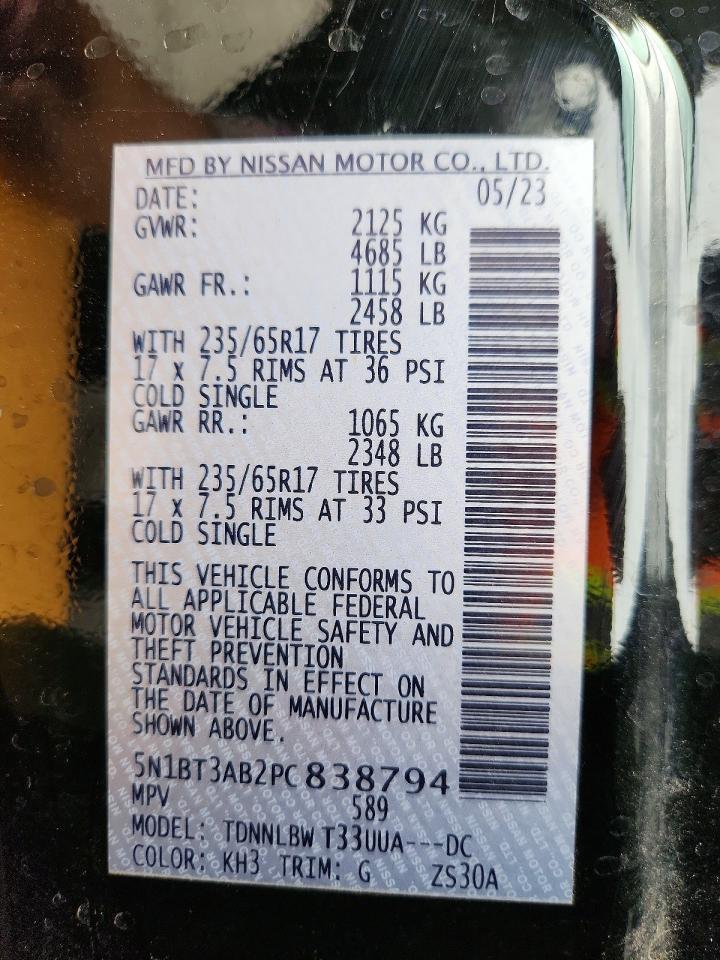 MFD BY NISSAN MOTOR CO., LTD.
DATE: 05/23
GVWR: 2125 KG
4685 LB
GAWR FR.: 1115 KG
2458 LB
WITH 235/65R17 TIRES
17 x 7.5 RIMS AT 36 PSI
COLD SINGLE
GAWR RR.: 1065 KG
2348 LB
WITH 235/65R17 TIRES
17 x 7.5 RIMS AT 33 PSI
COLD SINGLE
THIS VEHICLE CONFORMS TO
ALL APPLICABLE FEDERAL
MOTOR VEHICLE SAFETY AND
THEFT PREVENTION
STANDARDS IN EFFECT ON
THE DATE OF MANUFACTURE
SHOWN ABOVE.
5N1BT3AB2PC838794
MPV 589
MODEL: TDNNLBW T33UUA---DC
COLOR: KH3 TRIM: G ZS30A